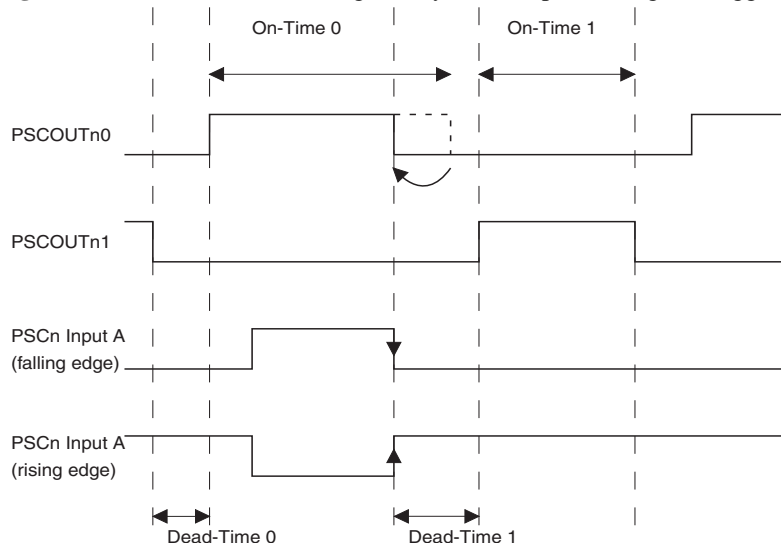 On-Time 0
On-Time 1
PSCOUTn0
PSCOUTn1
PSCn Input A
(falling edge)
PSCn Input A
(rising edge)
Dead-Time 0
Dead-Time 1